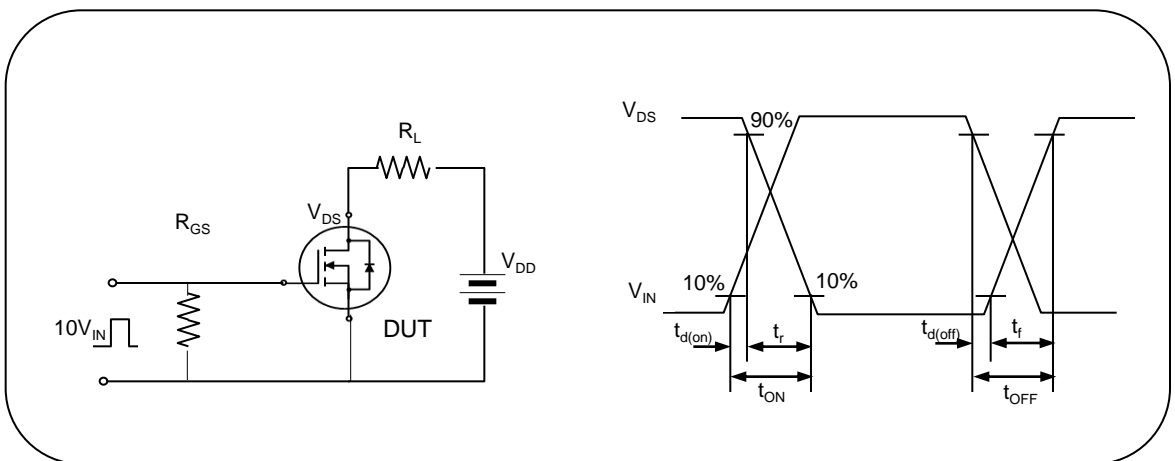 R_L
R_GS
V_DS
V_DD
10V_IN
DUT
V_DS
90%
V_IN
10%
10%
t_d(on)
t_r
t_ON
t_d(off)
t_f
t_OFF